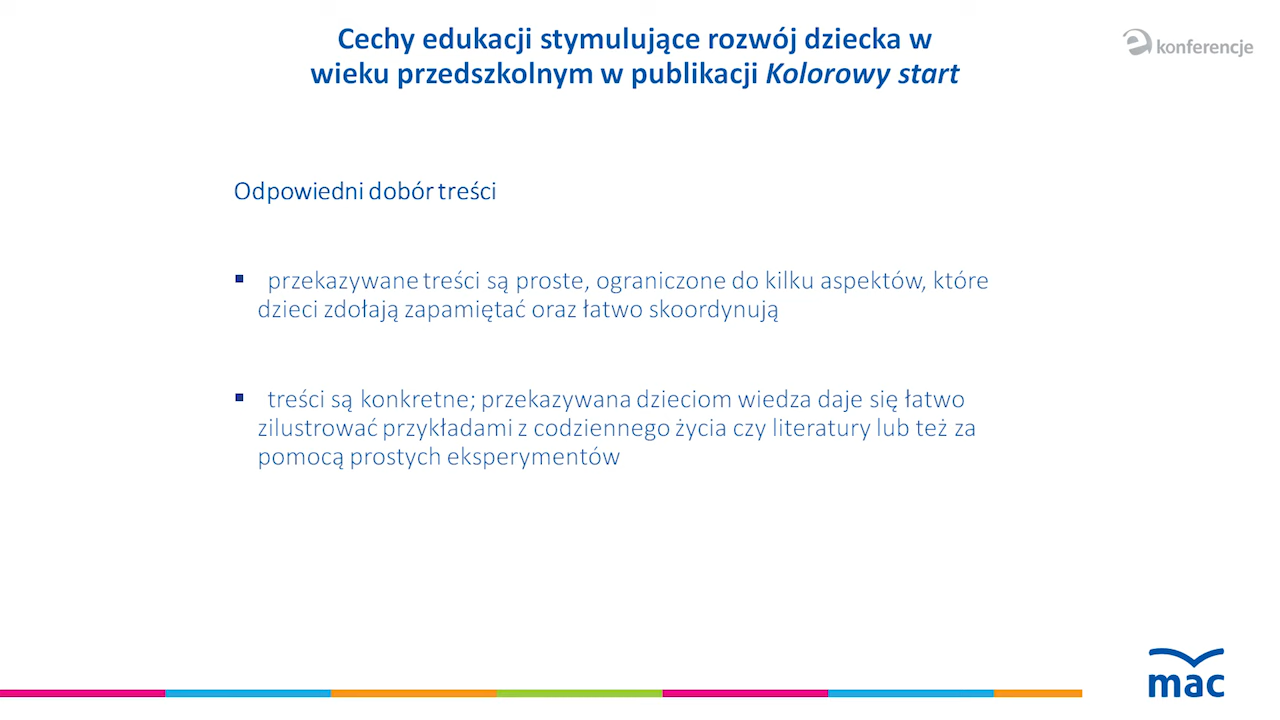 Cechy edukacji stymulujące rozwój dziecka w
wieku przedszkolnym w publikacji Kolorowy start
e konferencje
Odpowiedni dobór treści
▪ przekazywane treści są proste, ograniczone do kilku aspektów, które
dzieci zdołają zapamiętać oraz łatwo skoordynują
▪ treści są konkretne; przekazywana dzieciom wiedza daje się łatwo
zilustrować przykładami z codziennego życia czy literatury lub też za
pomocą prostych eksperymentów
mac